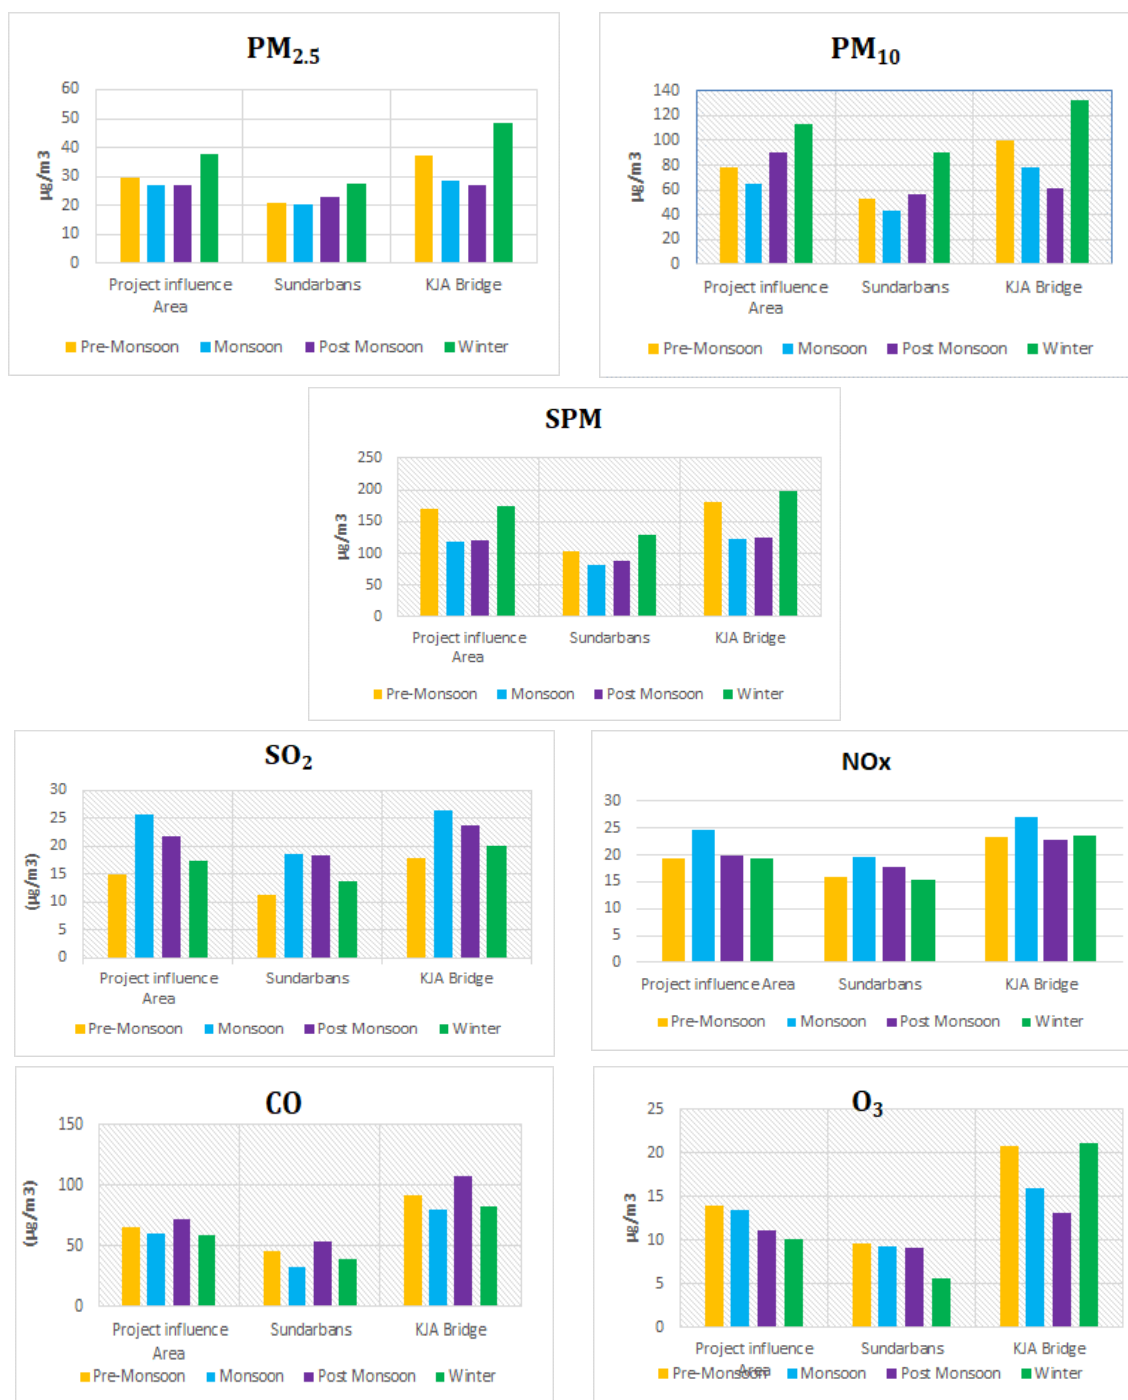 PM2.5
60
50
40
30
20
10
0
µg/m3
Project influence Area
Sundarbans
KJA Bridge
Pre-Monsoon Monsoon Post Monsoon Winter
PM10
140
120
100
80
60
40
20
0
µg/m3
Project influence Area
Sundarbans
KJA Bridge
Pre-Monsoon Monsoon Post Monsoon Winter
SPM
250
200
150
100
50
0
µg/m3
Project influence Area
Sundarbans
KJA Bridge
Pre-Monsoon Monsoon Post Monsoon Winter
SO2
30
25
20
15
10
5
0
(µg/m3)
Project influence Area
Sundarbans
KJA Bridge
Pre-Monsoon Monsoon Post Monsoon Winter
NOx
30
25
20
15
10
5
0
Project influence Area
Sundarbans
KJA Bridge
Pre-Monsoon Monsoon Post Monsoon Winter
CO
150
100
50
0
(µg/m3)
Project influence Area
Sundarbans
KJA Bridge
Pre-Monsoon Monsoon Post Monsoon Winter
O3
25
20
15
10
5
0
µg/m3
Project influence Area
Sundarbans
KJA Bridge
Pre-Monsoon Monsoon Post Monsoon Winter